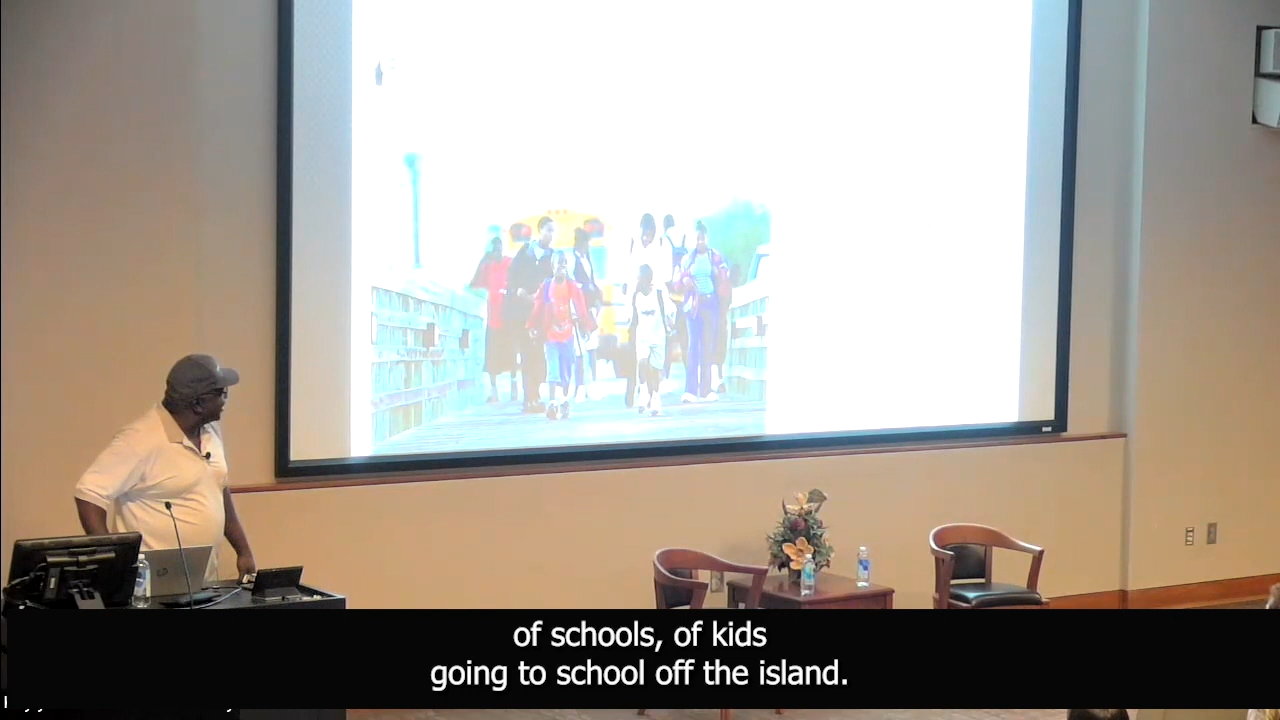 of schools, of kids
going to school off the island.